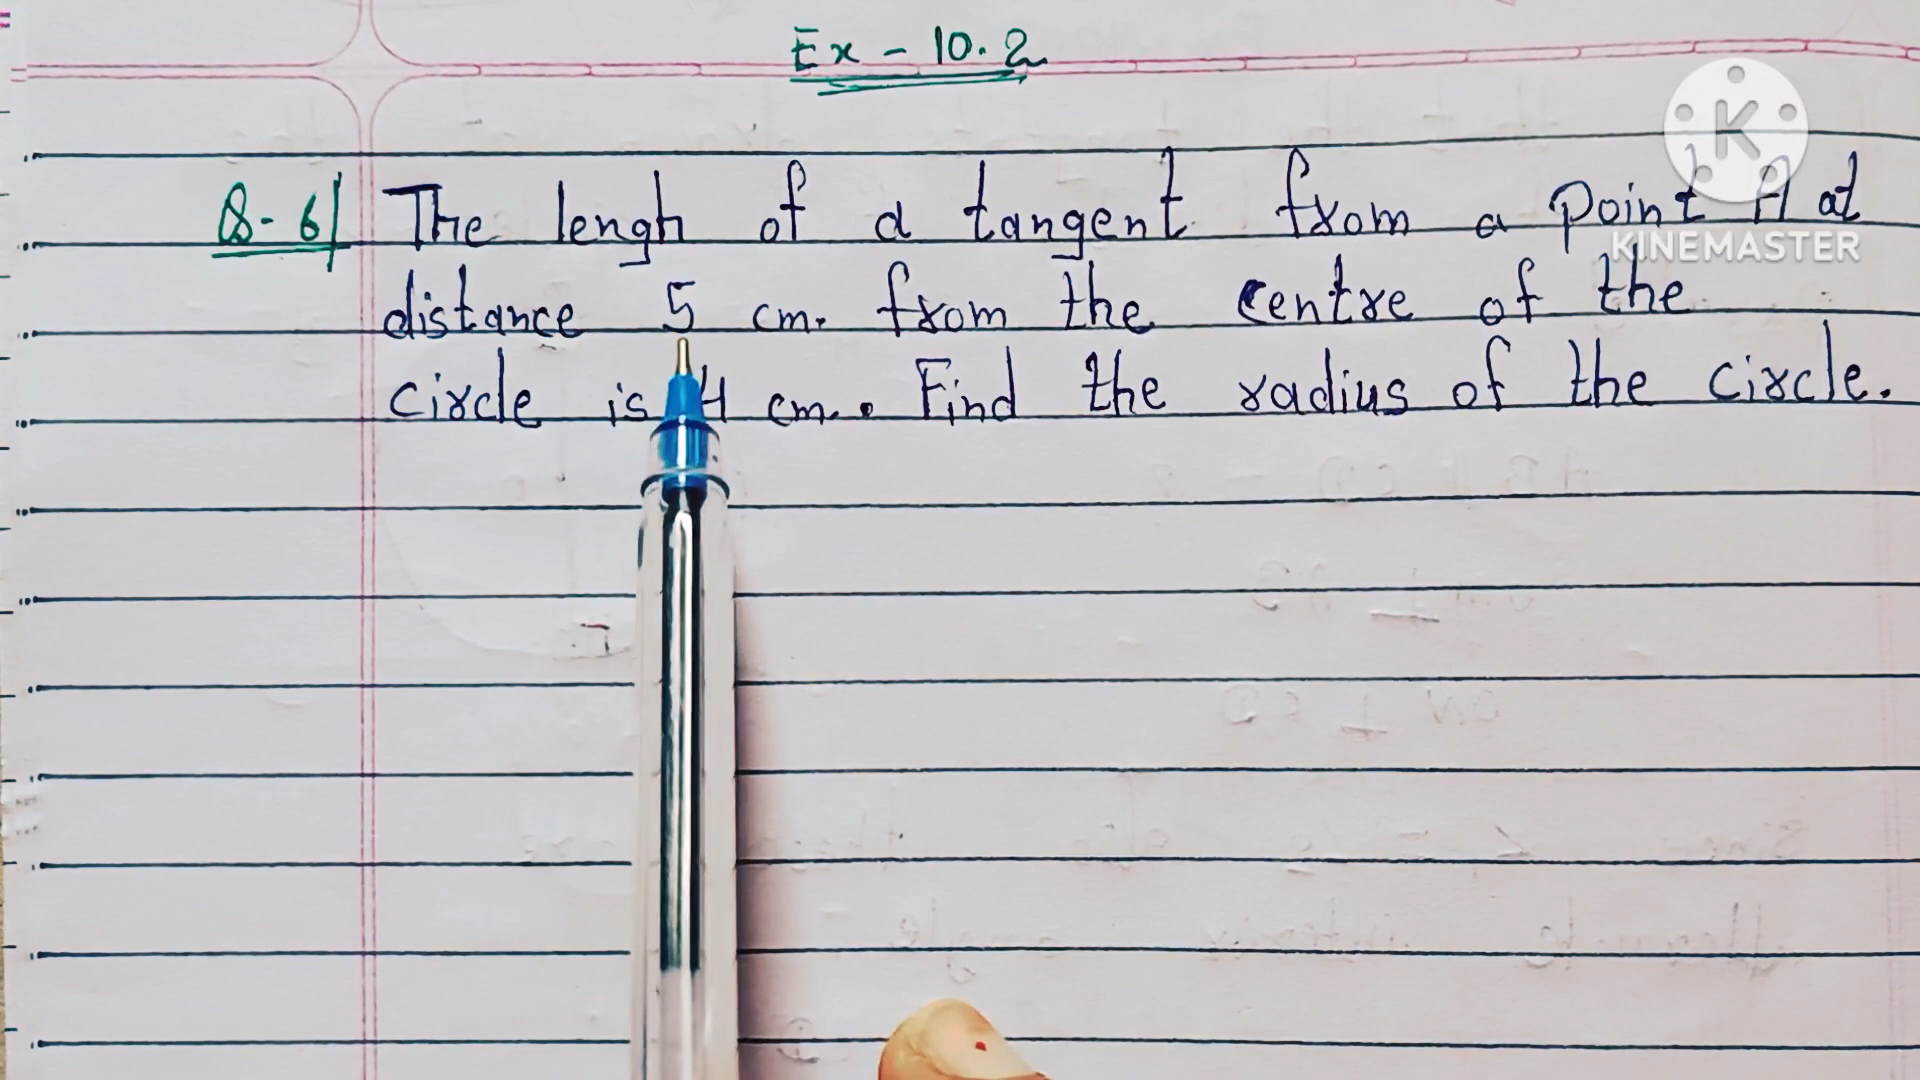 Ex - 10.2
Q-6| The lengh of a tangent from a Point A at
KINEMASTER
distance 5 cm. from the centre of the
circle is 4 cm. Find the radius of the circle.